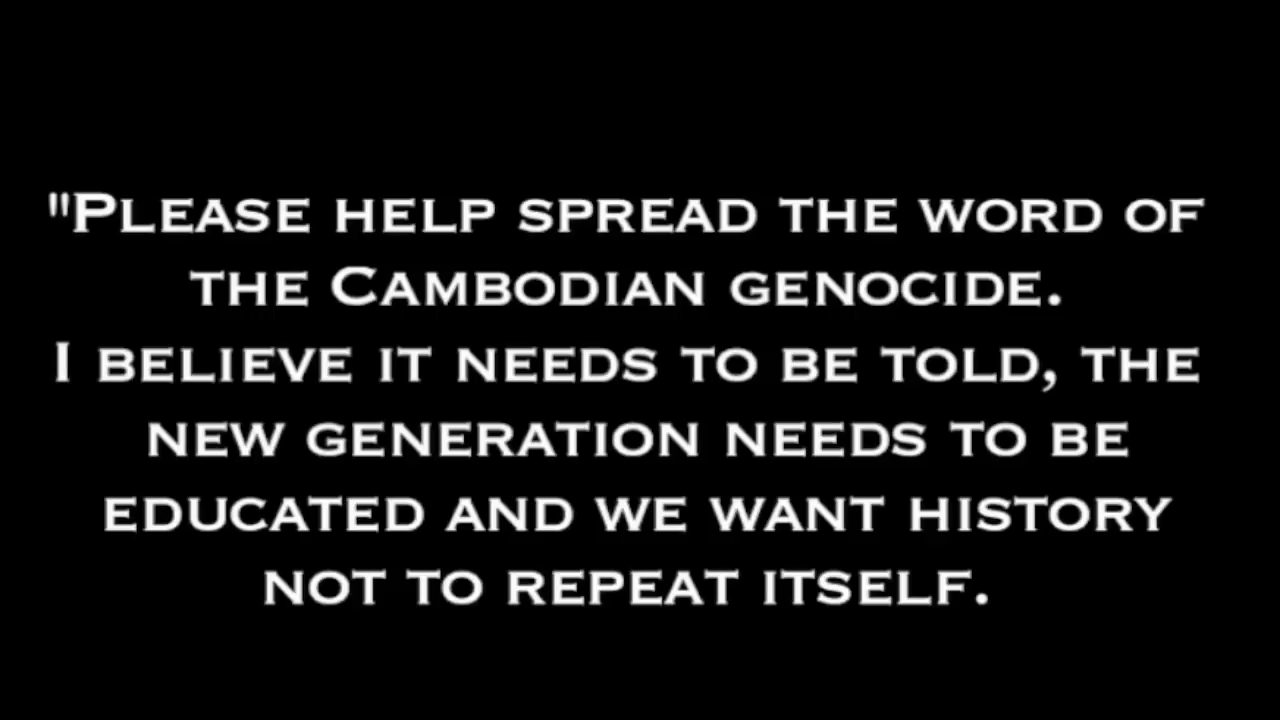 "Please help spread the word of
the Cambodian genocide.
I believe it needs to be told, the
new generation needs to be
educated and we want history
not to repeat itself.